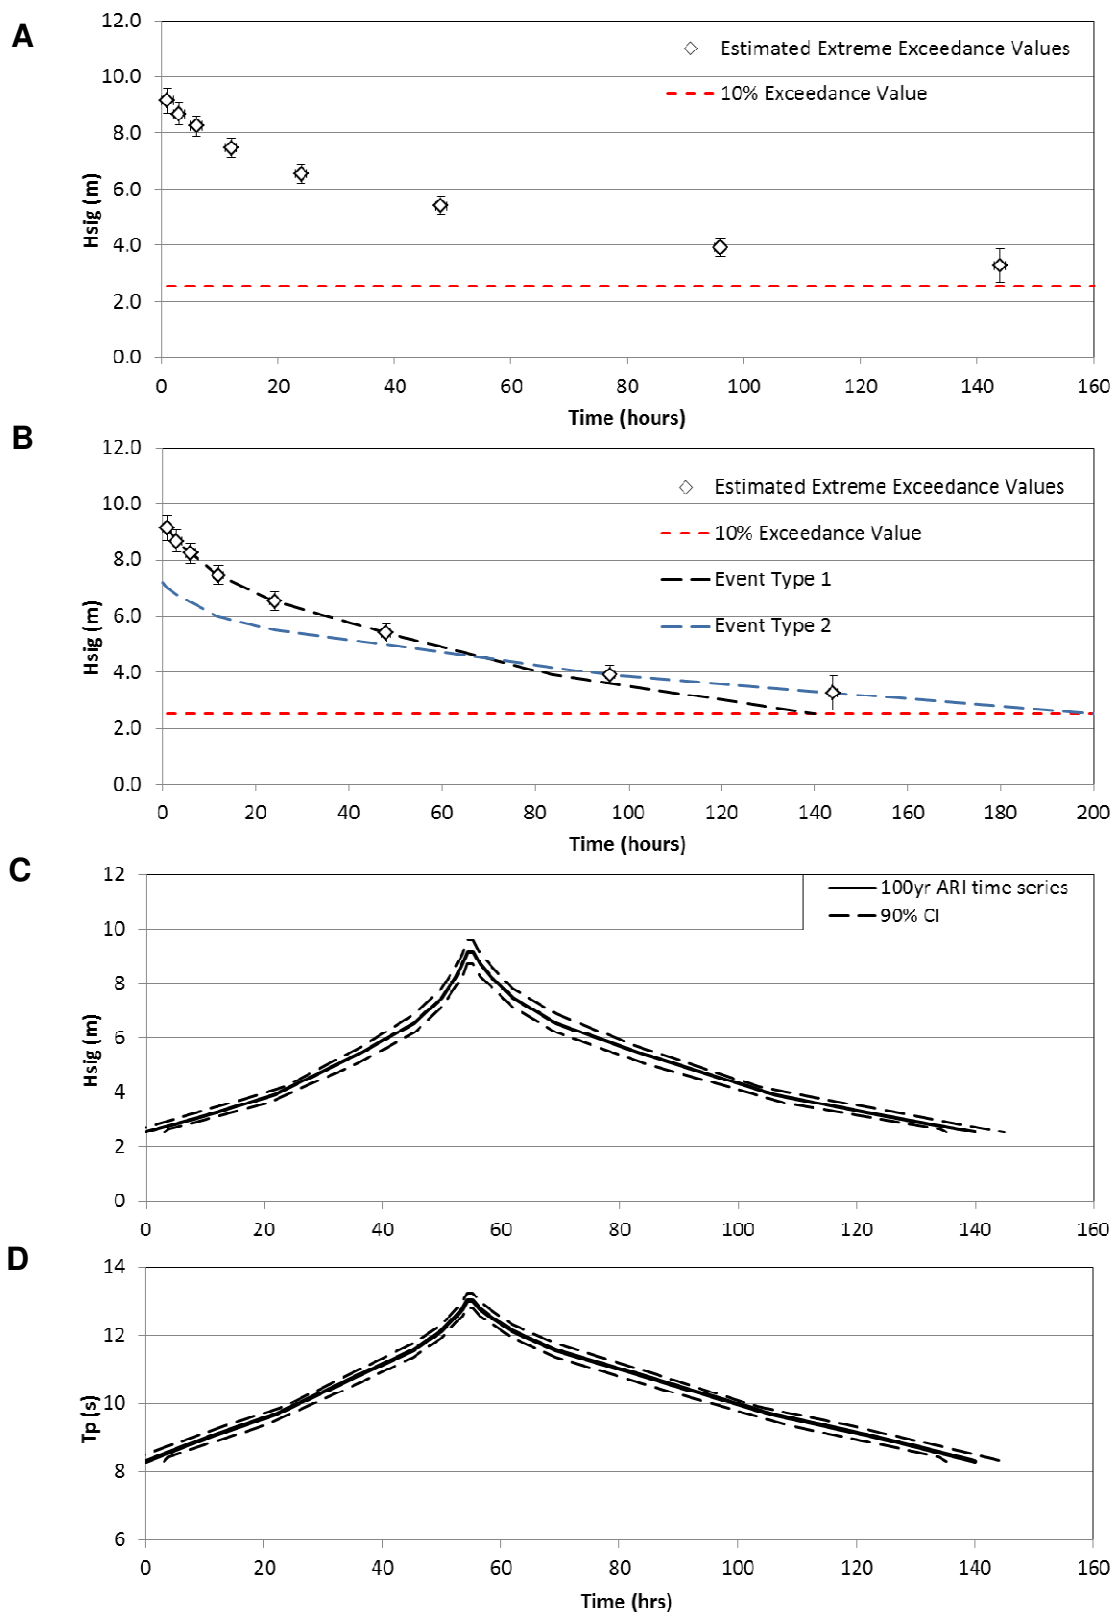 A
12.0
10.0
8.0
6.0
4.0
2.0
0.0
Hsig (m)
Estimated Extreme Exceedance Values
10% Exceedance Value
0 20 40 60 80 100 120 140 160
Time (hours)
B
12.0
10.0
8.0
6.0
4.0
2.0
0.0
Hsig (m)
Estimated Extreme Exceedance Values
10% Exceedance Value
Event Type 1
Event Type 2
0 20 40 60 80 100 120 140 160 180 200
Time (hours)
C
12
10
8
6
4
2
0
Hsig (m)
100yr ARI time series
90% CI
0 20 40 60 80 100 120 140 160
D
14
12
10
8
6
Tp (s)
0 20 40 60 80 100 120 140 160
Time (hrs)